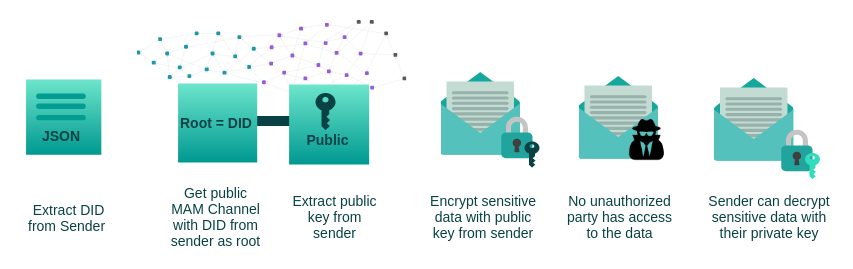 JSON
Extract DID
from Sender
Root = DID
Get public
MAM Channel
with DID from
sender as root
Public
Extract public
key from
sender
Encrypt sensitive
data with public
key from sender
No unauthorized
party has access
to the data
Sender can decrypt
sensitive data with
their private key